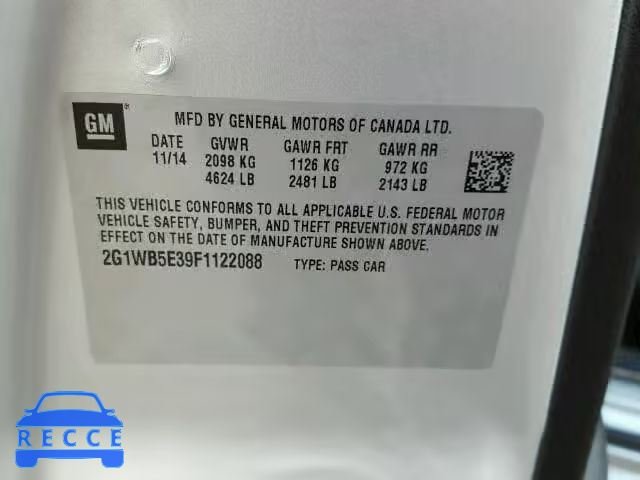 GM
MFD BY GENERAL MOTORS OF CANADA LTD.
DATE GVWR GAWR FRT GAWR RR
11/14 2098 KG 1126 KG 972 KG
4624 LB 2481 LB 2143 LB
THIS VEHICLE CONFORMS TO ALL APPLICABLE U.S. FEDERAL MOTOR
VEHICLE SAFETY, BUMPER, AND THEFT PREVENTION STANDARDS IN
EFFECT ON THE DATE OF MANUFACTURE SHOWN ABOVE.
2G1WB5E39F1122088 TYPE: PASS CAR
RECCE